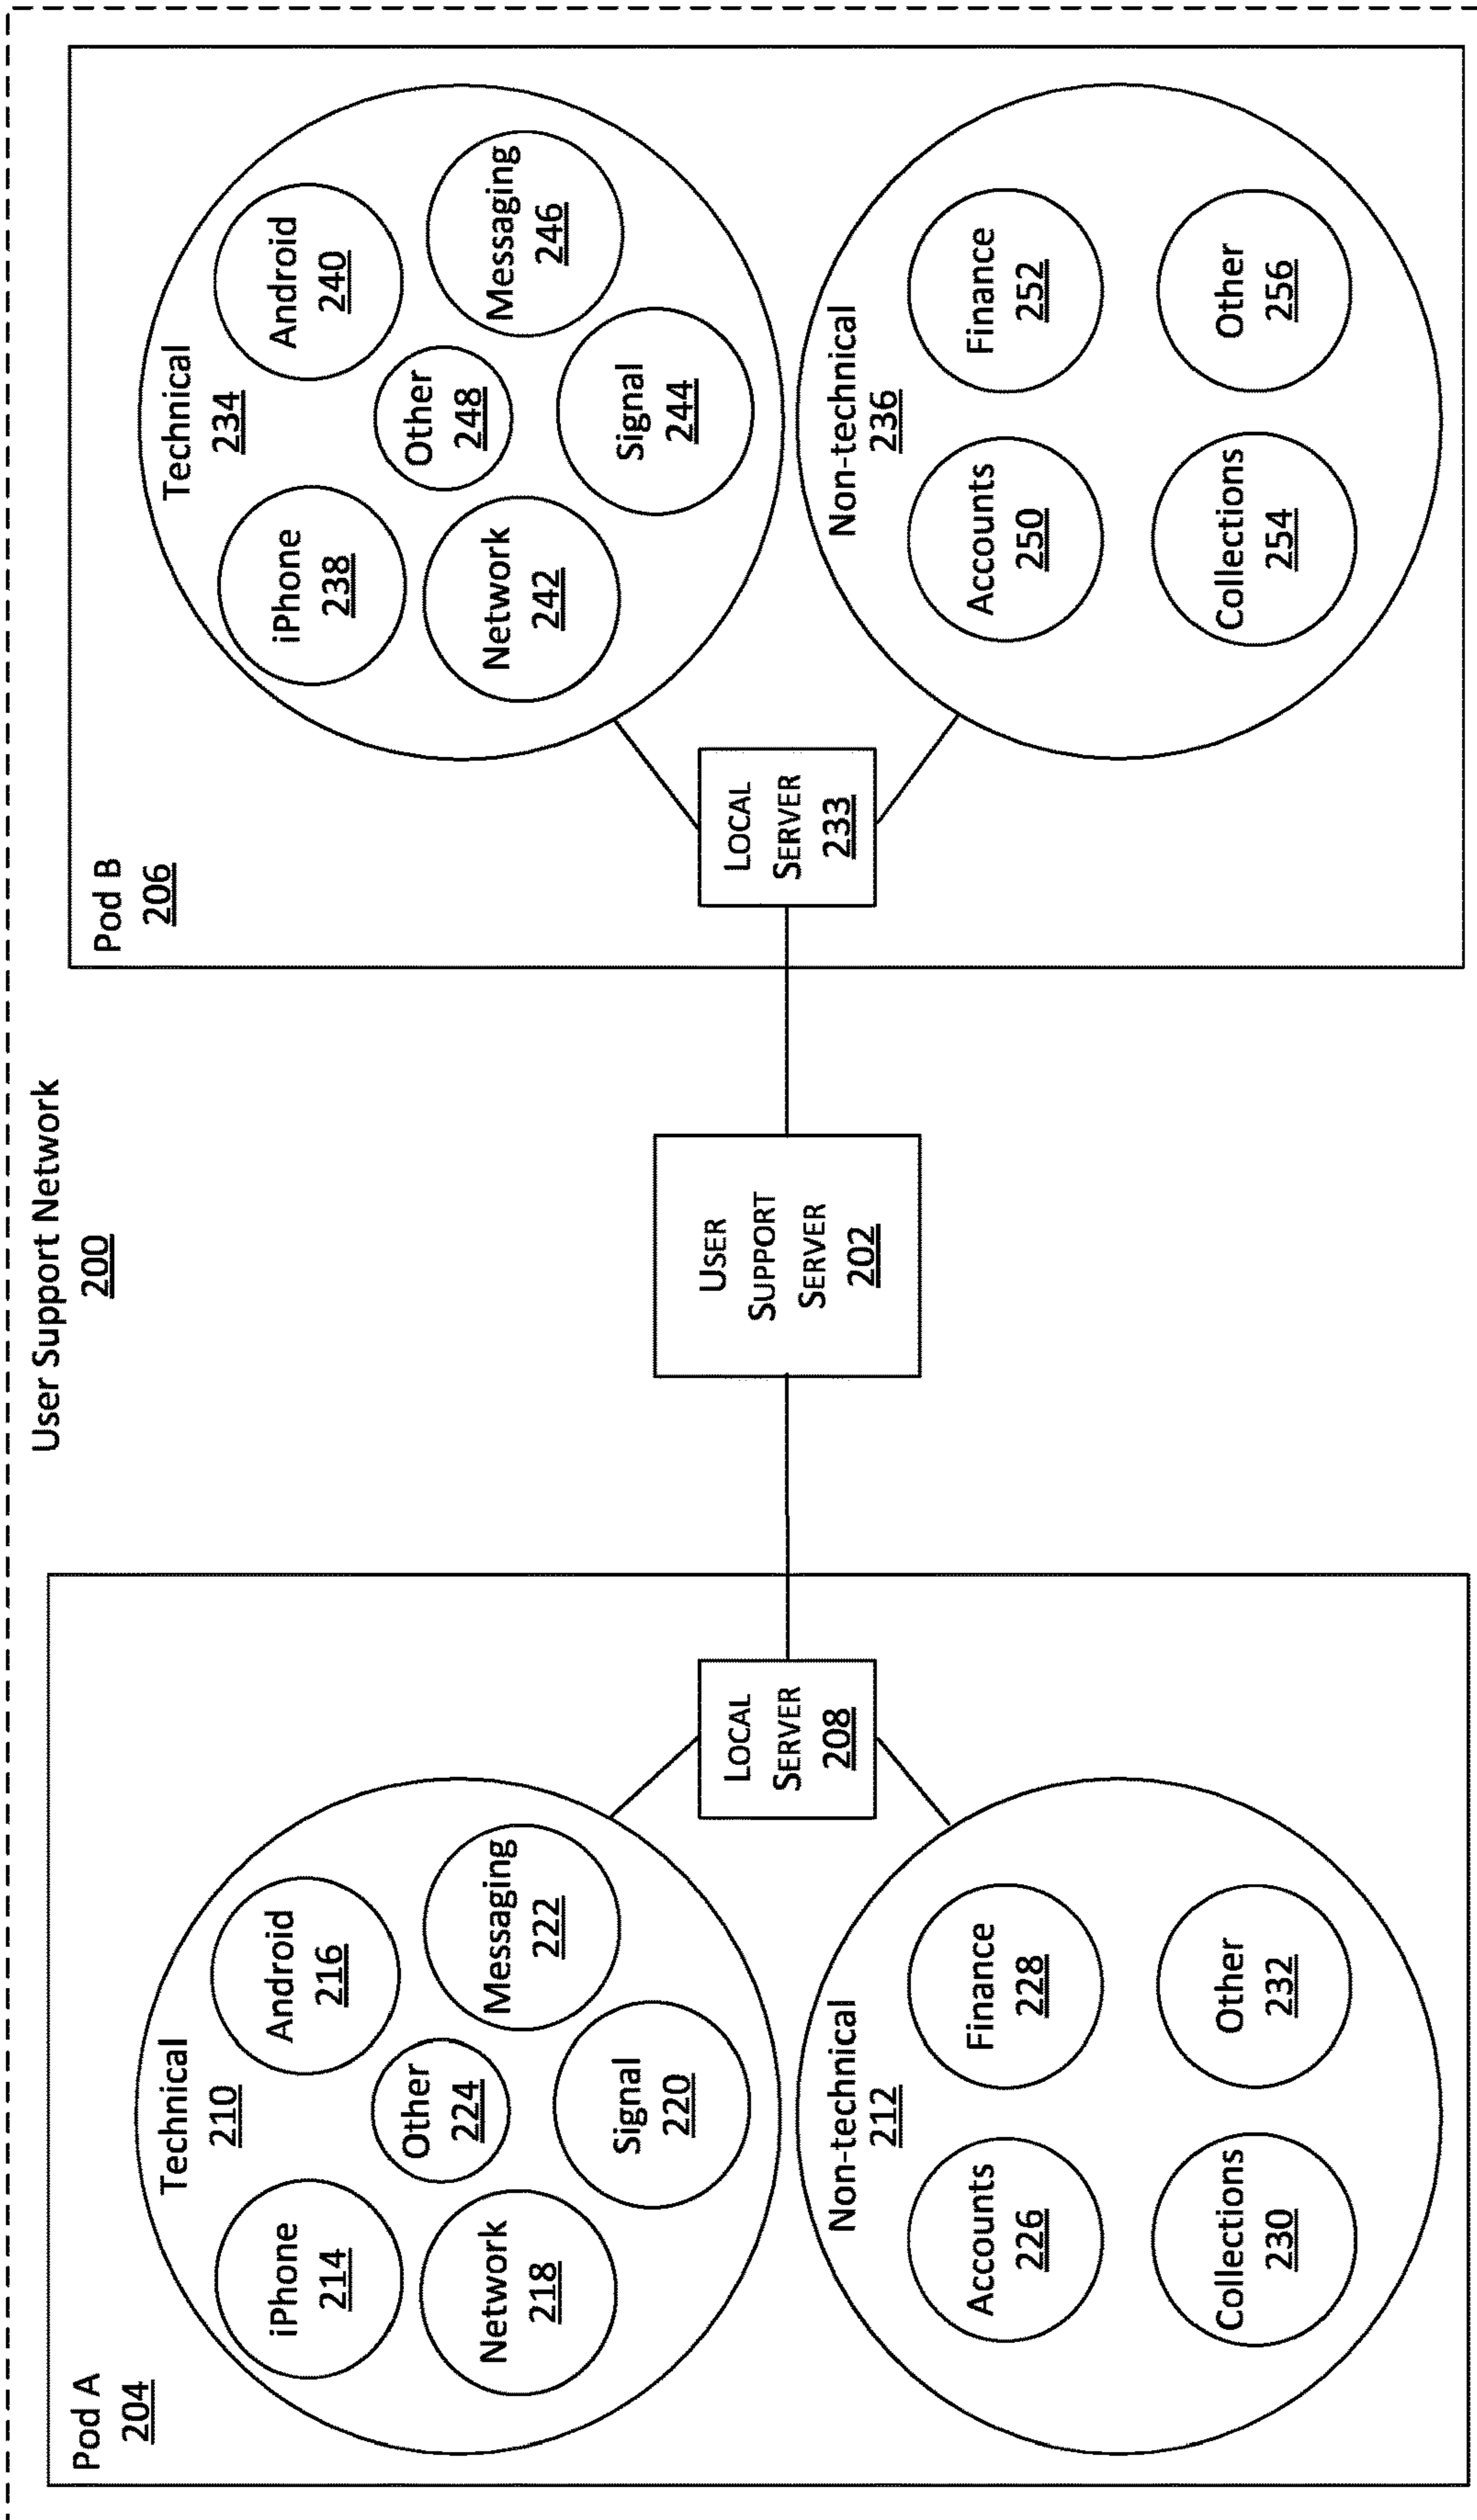 User Support Network
200
Pod A
204
Technical
210
iPhone
214
Android
216
Other
224
Network
218
Messaging
222
Signal
220
Non-technical
212
Accounts
226
Finance
228
Collections
230
Other
232
LOCAL
SERVER
208
USER
SUPPORT
SERVER
202
Pod B
206
LOCAL
SERVER
233
Technical
234
iPhone
238
Android
240
Other
248
Network
242
Messaging
246
Signal
244
Non-technical
236
Accounts
250
Finance
252
Collections
254
Other
256